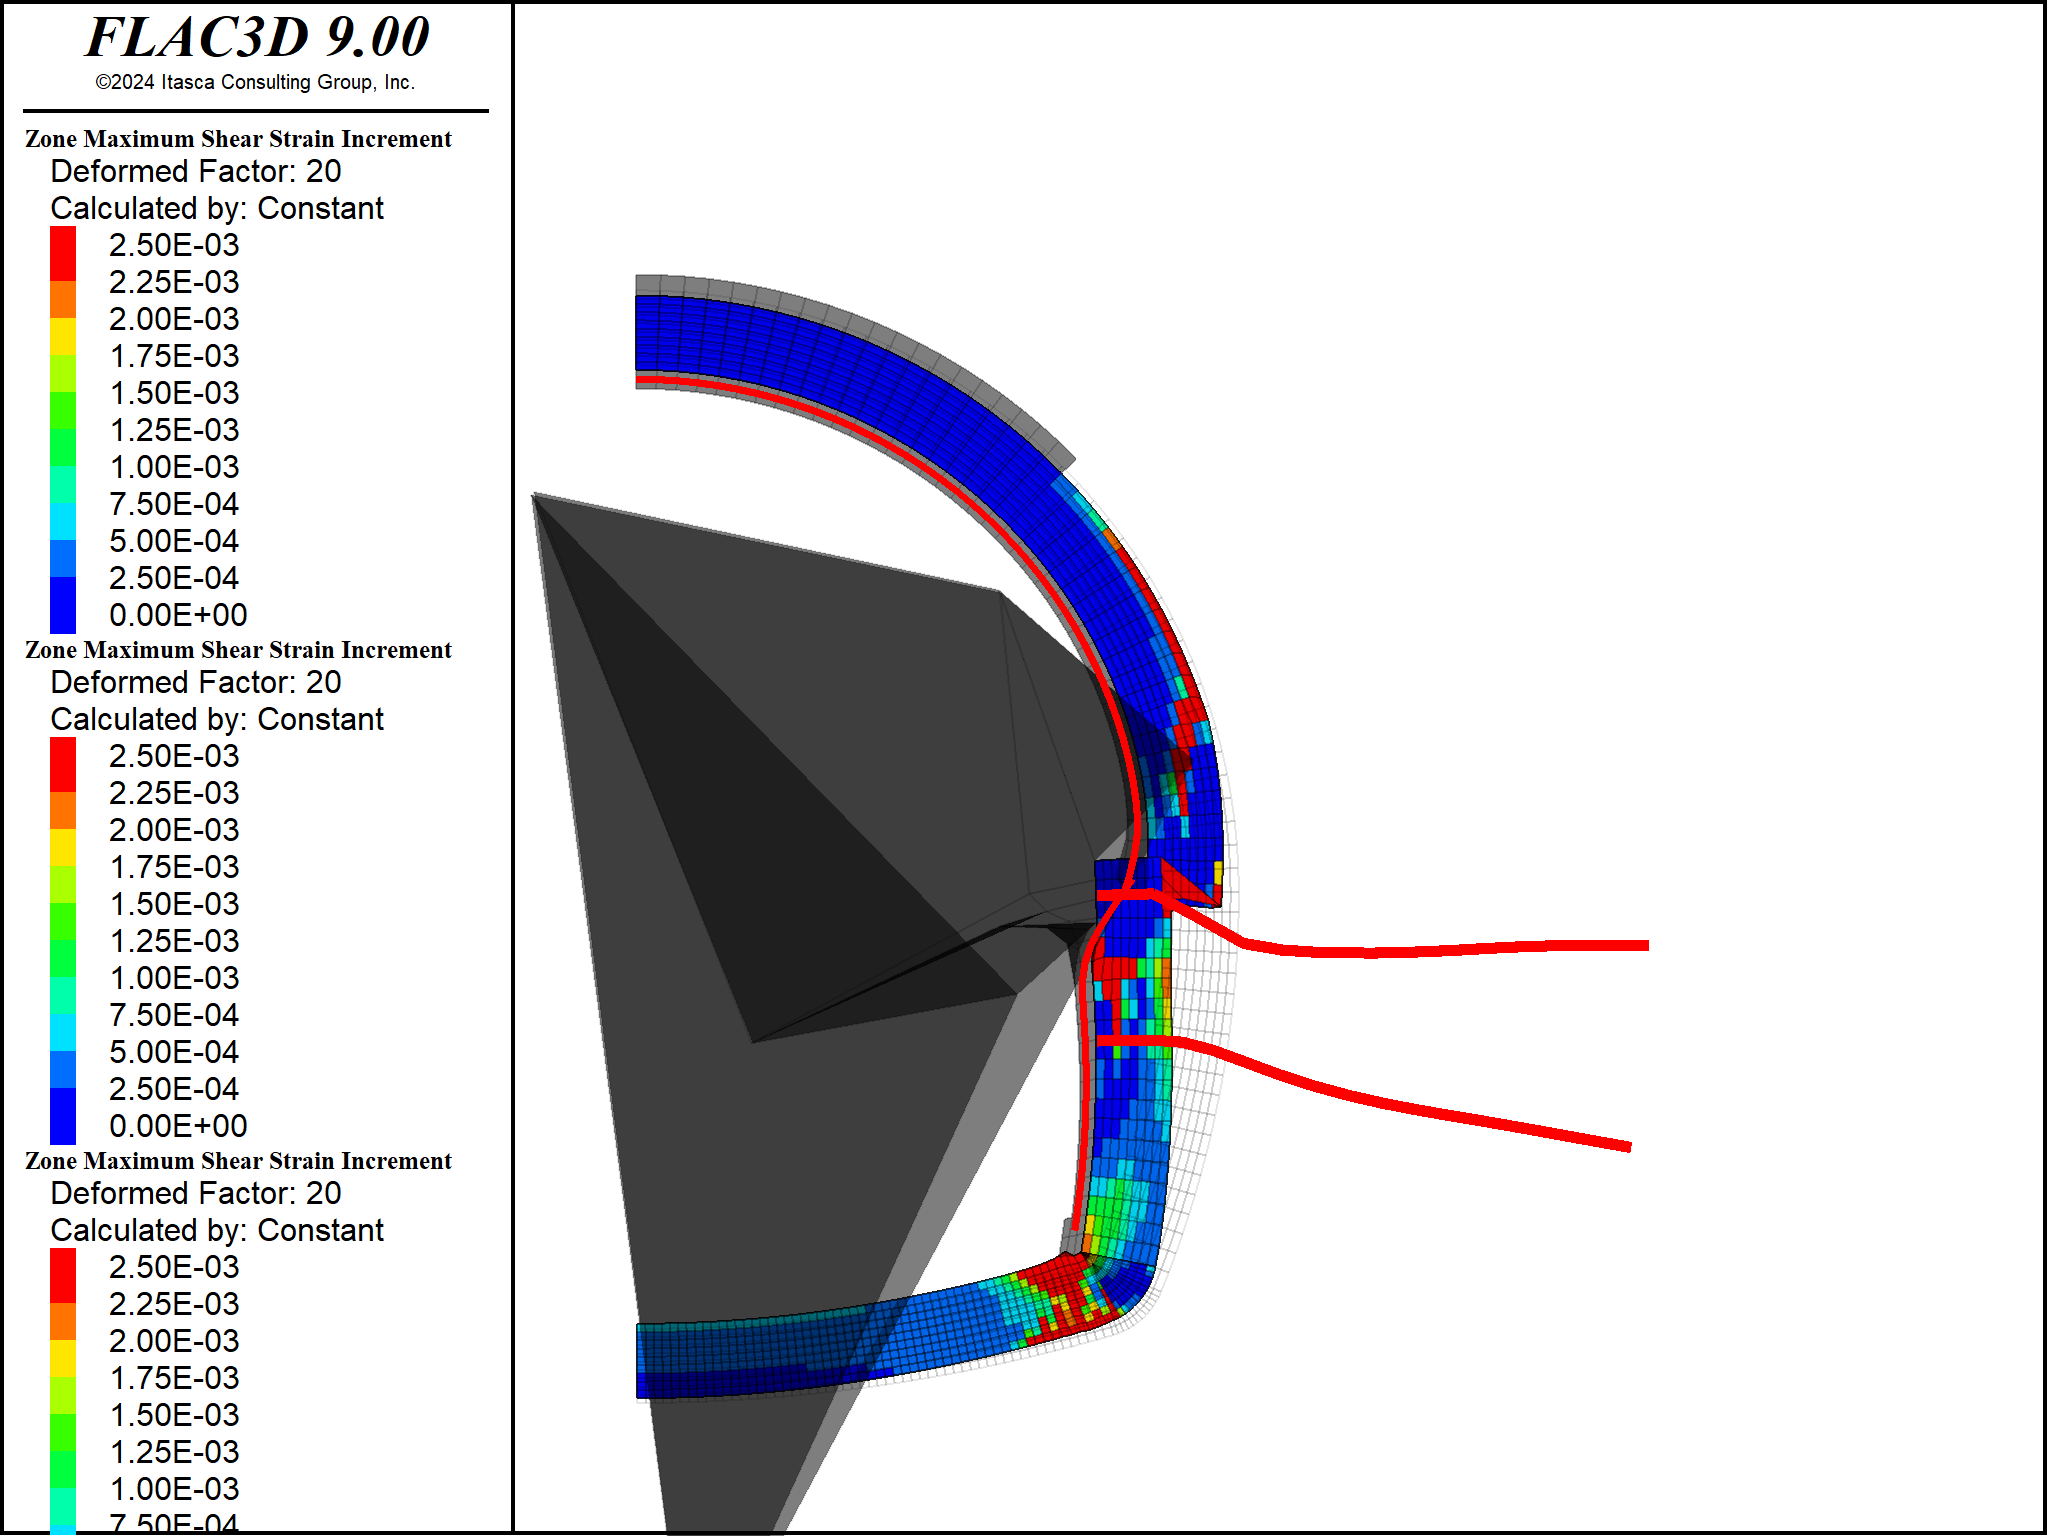 FLAC3D 9.00
©2024 Itasca Consulting Group, Inc.
Zone Maximum Shear Strain Increment
Deformed Factor: 20
Calculated by: Constant
2.50E-03
2.25E-03
2.00E-03
1.75E-03
1.50E-03
1.25E-03
1.00E-03
7.50E-04
5.00E-04
2.50E-04
0.00E+00
Zone Maximum Shear Strain Increment
Deformed Factor: 20
Calculated by: Constant
2.50E-03
2.25E-03
2.00E-03
1.75E-03
1.50E-03
1.25E-03
1.00E-03
7.50E-04
5.00E-04
2.50E-04
0.00E+00
Zone Maximum Shear Strain Increment
Deformed Factor: 20
Calculated by: Constant
2.50E-03
2.25E-03
2.00E-03
1.75E-03
1.50E-03
1.25E-03
1.00E-03
7.50E-04